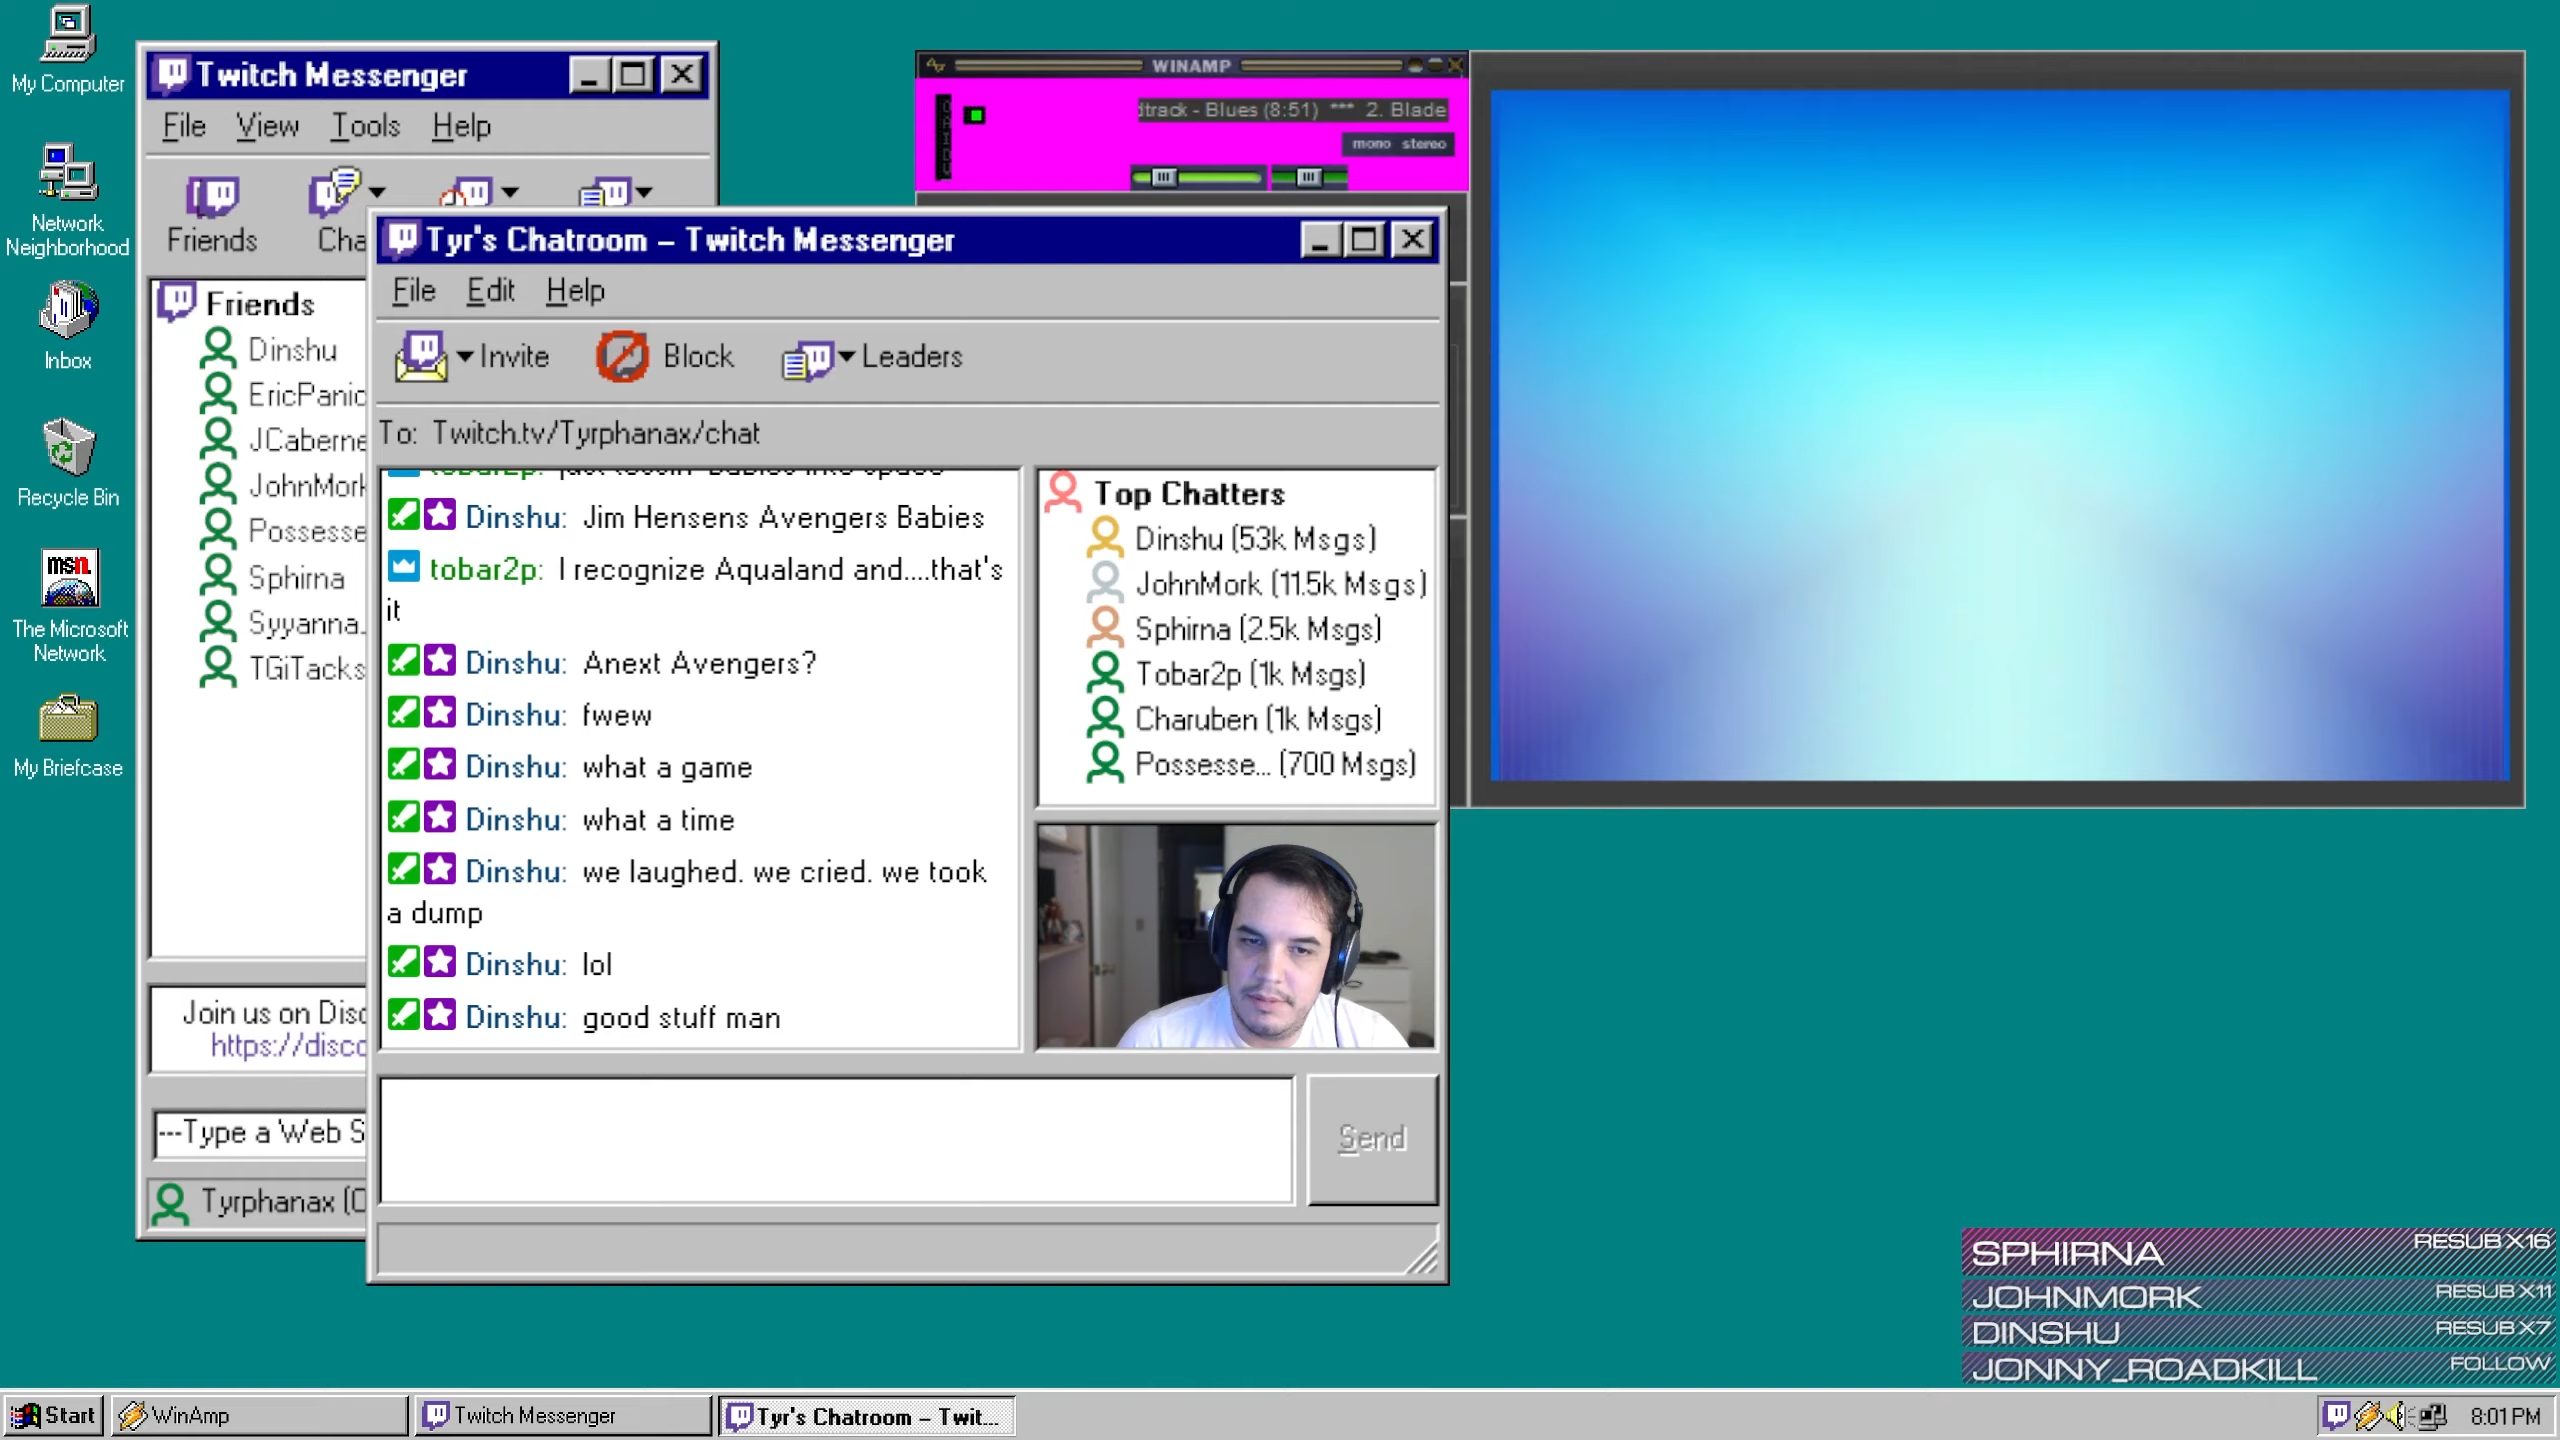 My Computer
Network
Neighborhood
Inbox
Recycle Bin
msn.
The Microsoft
Network
My Briefcase
Twitch Messenger
File View Tools Help
Friends Cha
Friends
Dinshu
EricPanic
JCaberne
JohnMork
Possesse
Sphirna
Syyanna_
TGiTacks
Join us on Disc
https://disco
---Type a Web S
Tyrphanax (O
WINAMP
dtrack - Blues (8:51) *** 2. Blade
mono stereo
Tyr's Chatroom – Twitch Messenger
File Edit Help
Invite Block Leaders
To: Twitch.tv/Tyrphanax/chat
Dinshu: Jim Hensens Avengers Babies
tobar2p: I recognize Aqualand and....that's
it
Dinshu: Anext Avengers?
Dinshu: fwew
Dinshu: what a game
Dinshu: what a time
Dinshu: we laughed. we cried. we took
a dump
Dinshu: lol
Dinshu: good stuff man
Top Chatters
Dinshu (53k Msgs)
JohnMork (11.5k Msgs)
Sphirna (2.5k Msgs)
Tobar2p (1k Msgs)
Charuben (1k Msgs)
Possesse... (700 Msgs)
Send
SPHIRNA RESUB X16
JOHNMORK RESUB X11
DINSHU RESUB X7
JONNY_ROADKILL FOLLOW
Start
WinAmp
Twitch Messenger
Tyr's Chatroom – Twit...
8:01 PM